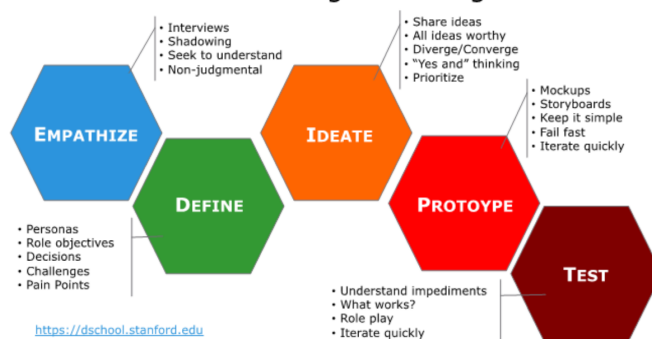 • Interviews
• Shadowing
• Seek to understand
• Non-judgmental
EMPATHIZE
DEFINE
• Personas
• Role objectives
• Decisions
• Challenges
• Pain Points
• Share ideas
• All ideas worthy
• Diverge/Converge
• “Yes and” thinking
• Prioritize
IDEATE
• Mockups
• Storyboards
• Keep it simple
• Fail fast
• Iterate quickly
PROTOYPE
TEST
• Understand impediments
• What works?
• Role play
• Iterate quickly
https://dschool.stanford.edu